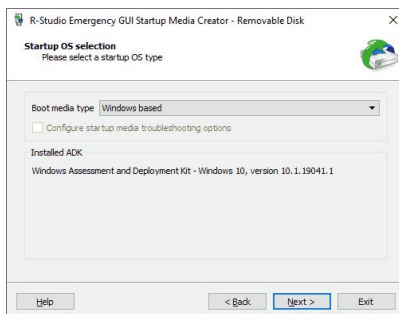 R-Studio Emergency GUI Startup Media Creator - Removable Disk
Startup OS selection
Please select a startup OS type
Boot media type Windows based
Configure startup media troubleshooting options
Installed ADK
Windows Assessment and Deployment Kit - Windows 10, version 10.1.19041.1
Help < Back Next > Exit